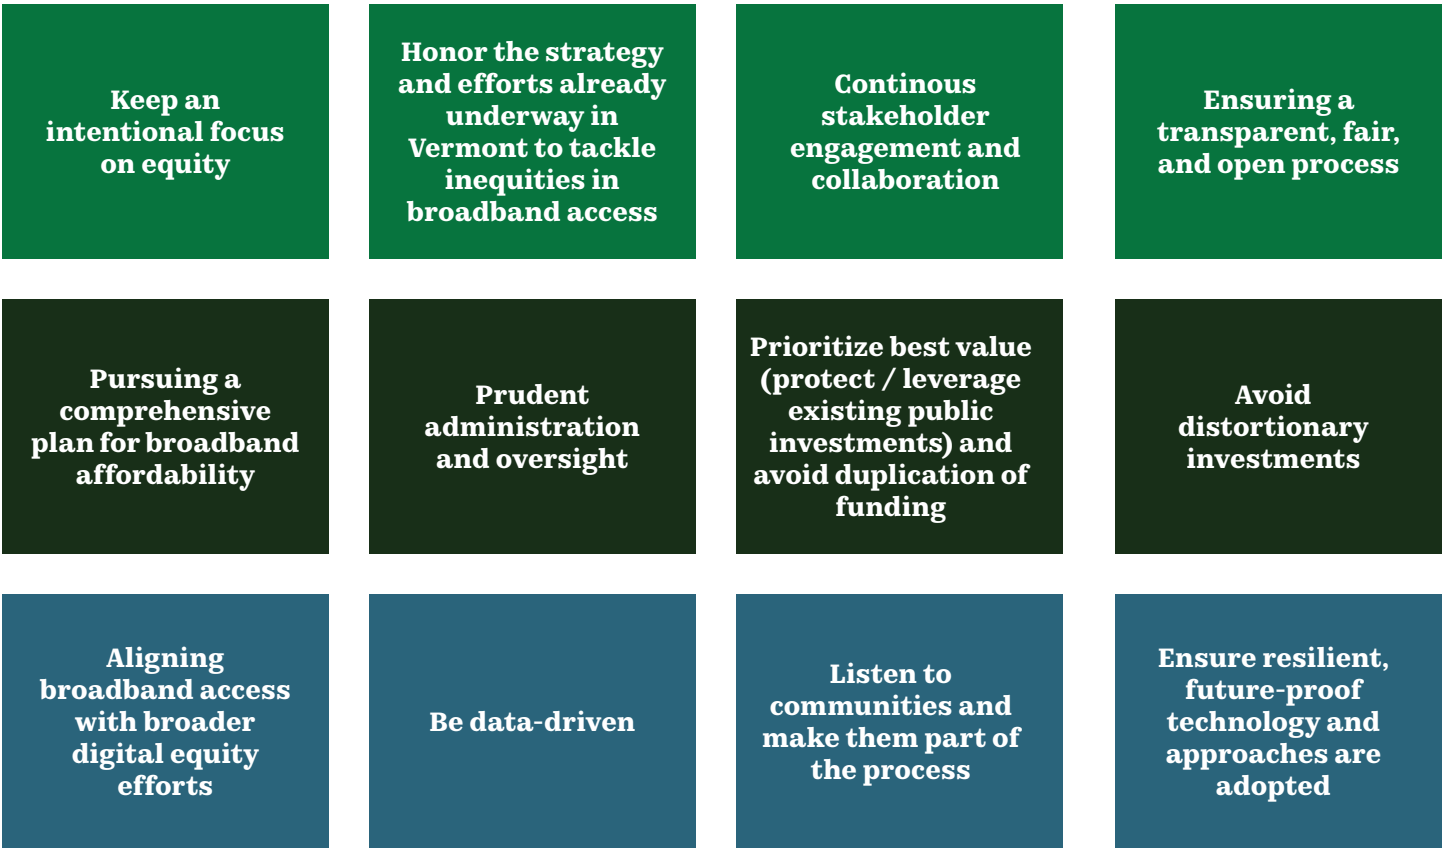 Keep an
intentional focus
on equity
Honor the strategy
and efforts already
underway in
Vermont to tackle
inequities in
broadband access
Continous
stakeholder
engagement and
collaboration
Ensuring a
transparent, fair,
and open process
Pursuing a
comprehensive
plan for broadband
affordability
Prudent
administration
and oversight
Prioritize best value
(protect / leverage
existing public
investments) and
avoid duplication of
funding
Avoid
distortionary
investments
Aligning
broadband access
with broader
digital equity
efforts
Be data-driven
Listen to
communities and
make them part of
the process
Ensure resilient,
future-proof
technology and
approaches are
adopted